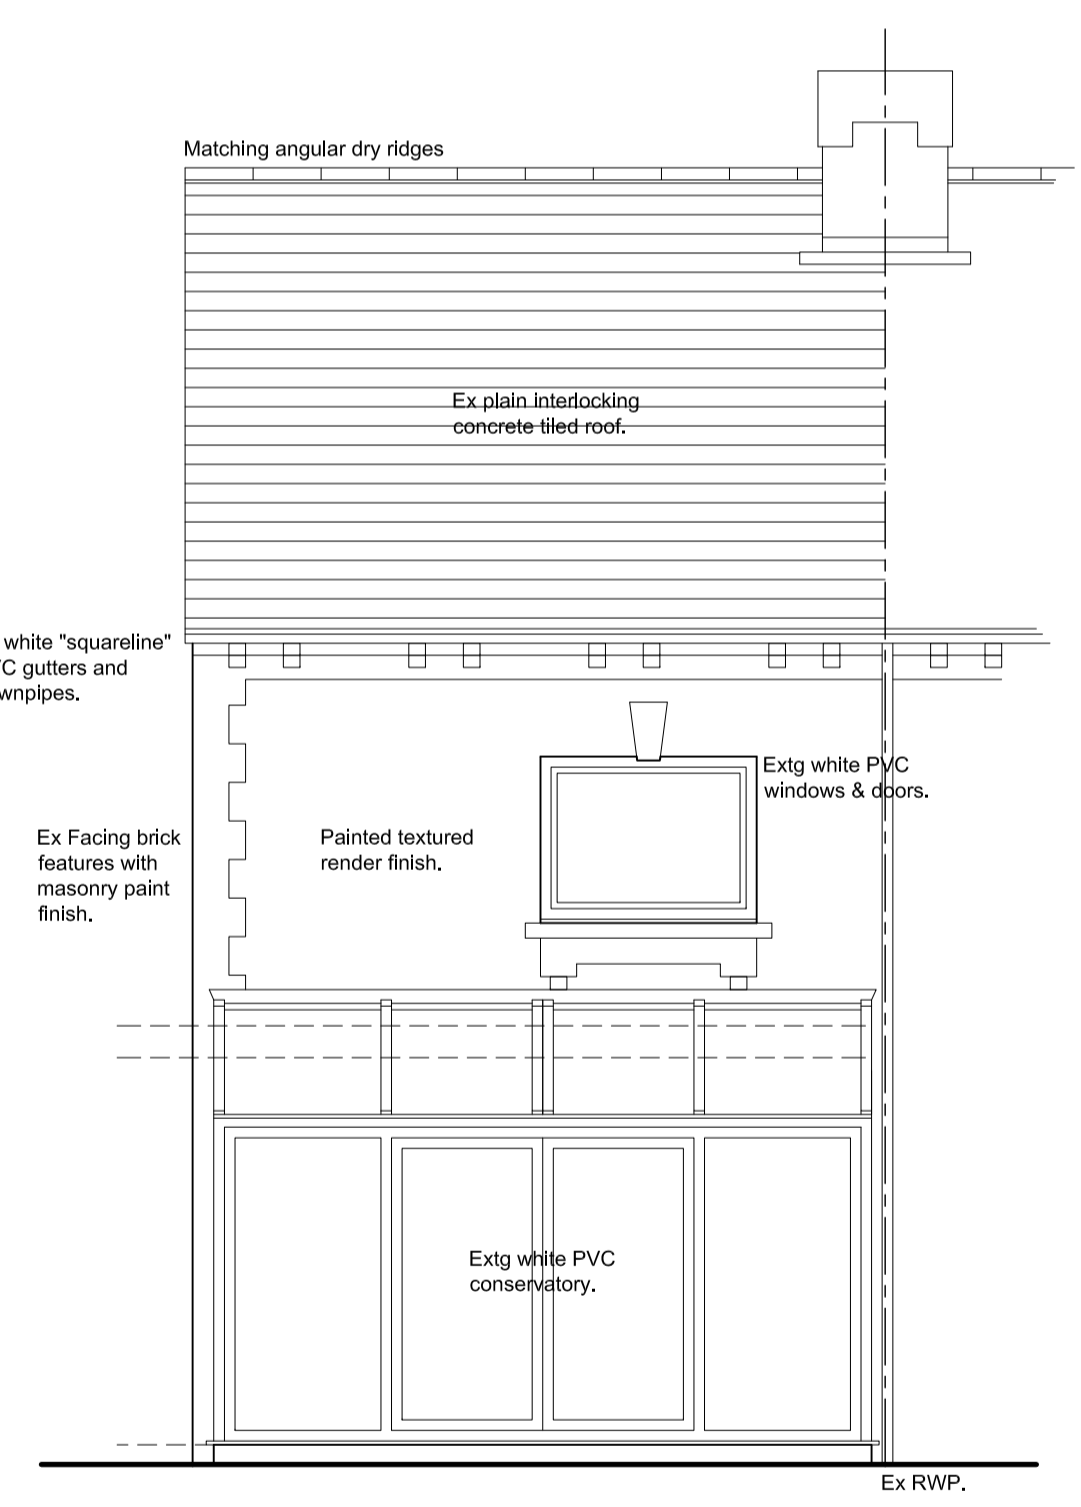 Matching angular dry ridges
Ex plain interlocking
concrete tiled roof.
white "squareline"
gutters and
Extg white PVC
windows & doors.
Ex Facing brick
features with
masonry paint
finish.
Painted textured
render finish.
Extg white PVC
conservatory.
Ex RWP.